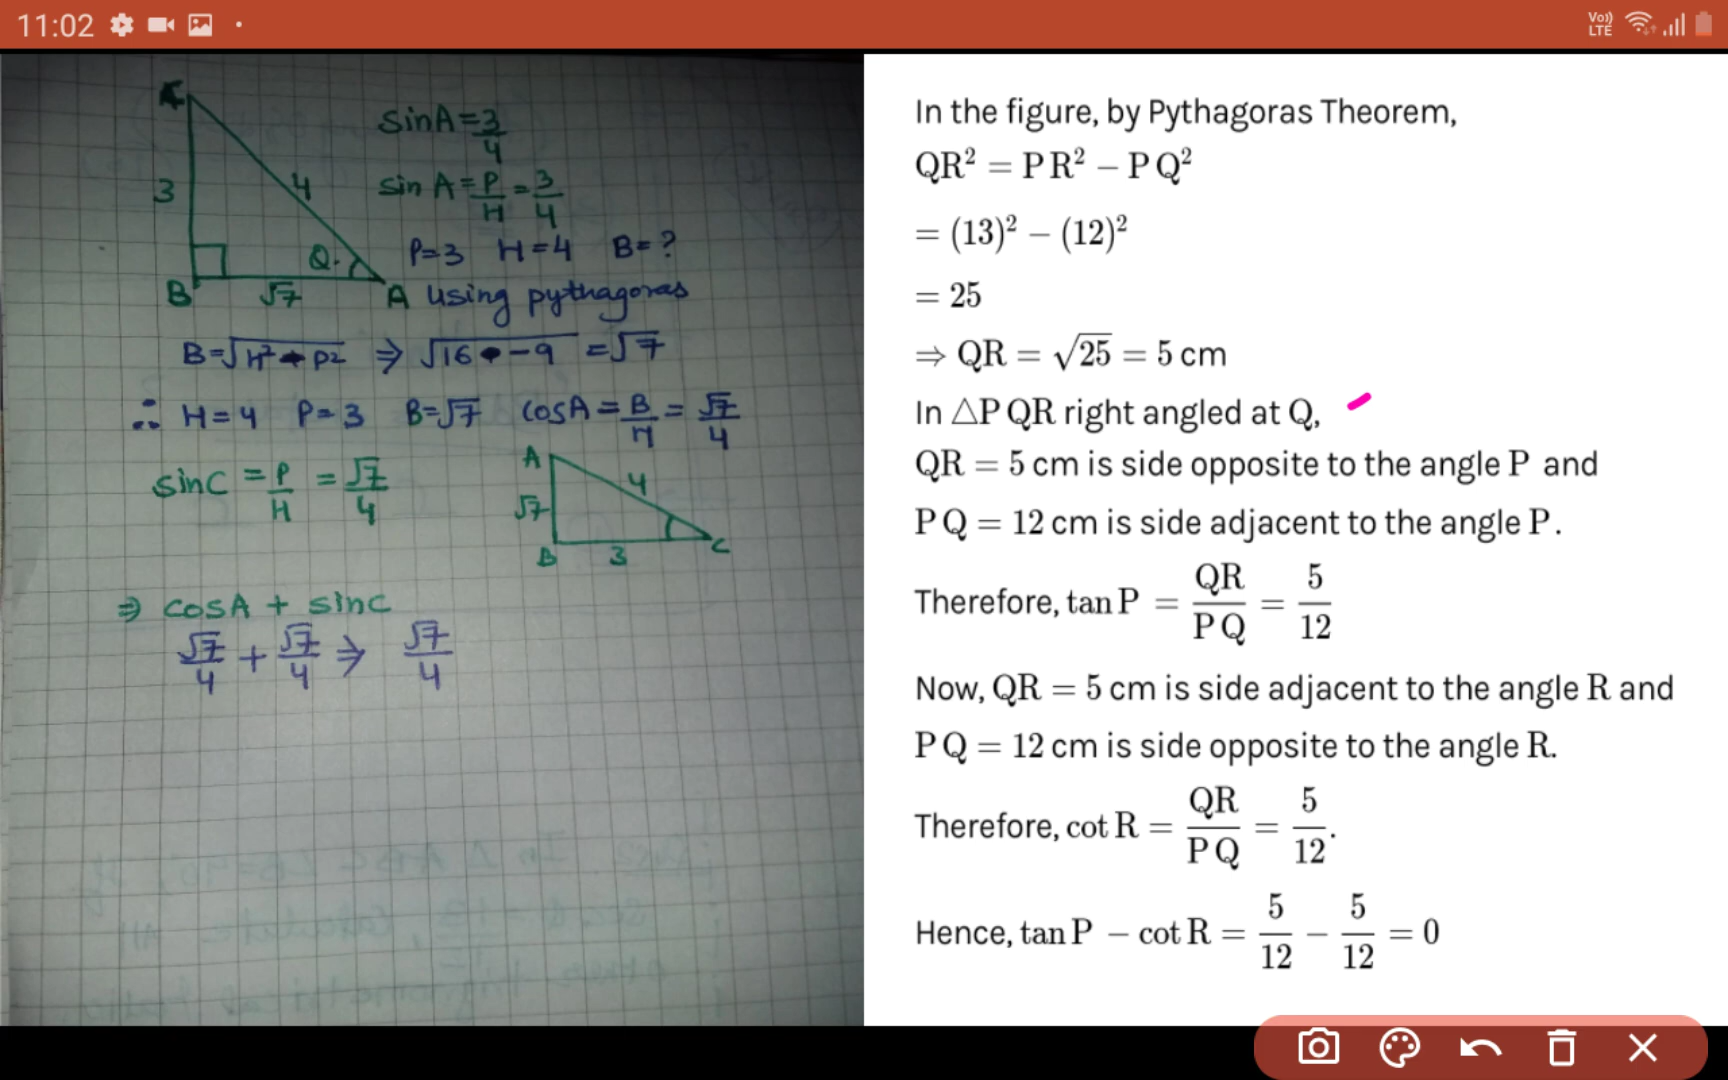 11:02
Vo))
LTE
C
sinA=3/4
3
4
sin A=P/H=3/4
P=3 H=4 B=?
Q.
B
√7
A
using pythagoras
B=√H²-P² ⇒ √16 -9 =√7
∴ H=4 P=3 B=√7 cosA=B/H=√7/4
sinC =P/H =√7/4
A
4
√7
B
3
C
⇒ cosA + sinc
√7/4 + √7/4 ⇒ √7/4
In the figure, by Pythagoras Theorem,
QR² = PR² − PQ²
= (13)² − (12)²
= 25
⇒ QR = √25 = 5 cm
In △PQR right angled at Q,
QR = 5 cm is side opposite to the angle P and
PQ = 12 cm is side adjacent to the angle P.
Therefore, tan P = QR/PQ = 5/12
Now, QR = 5 cm is side adjacent to the angle R and
PQ = 12 cm is side opposite to the angle R.
Therefore, cot R = QR/PQ = 5/12.
Hence, tan P − cot R = 5/12 − 5/12 = 0